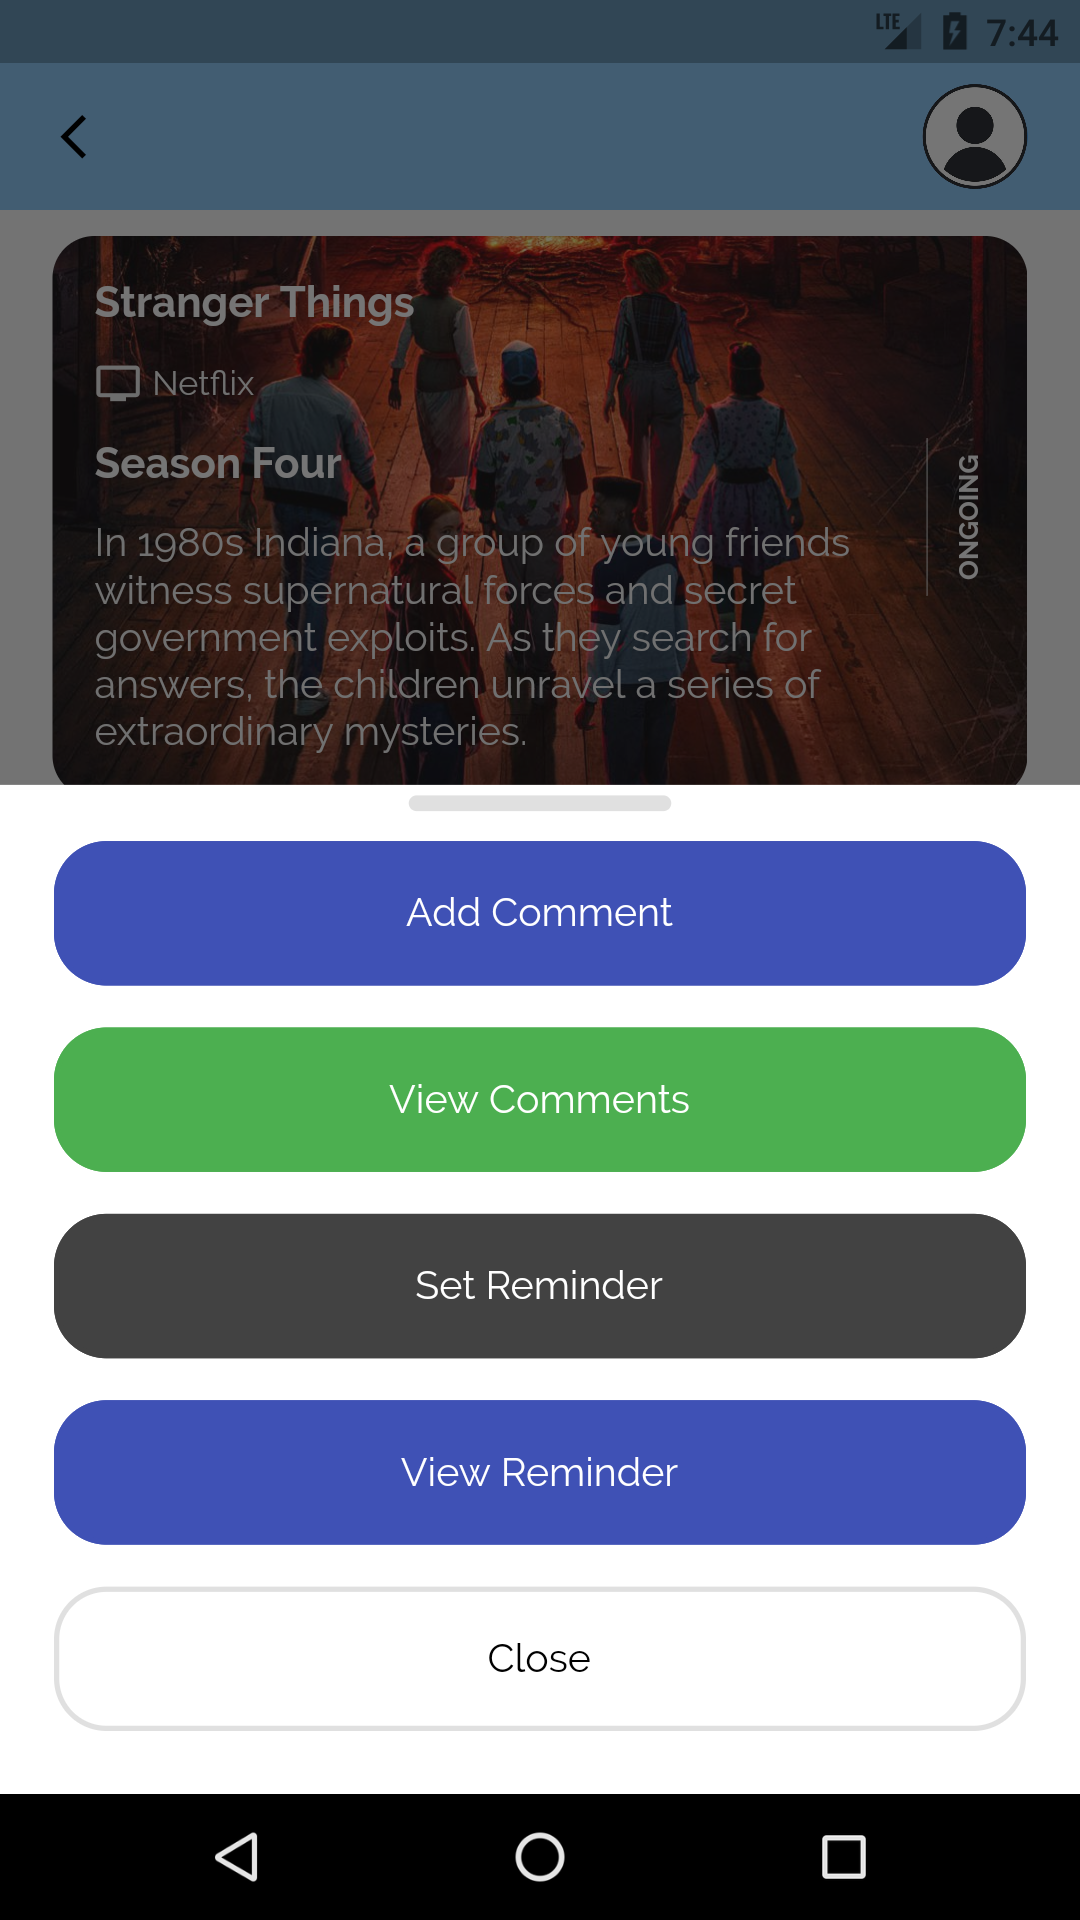 LTE 7:44
Stranger Things
Netflix
Season Four
In 1980s Indiana, a group of young friends
witness supernatural forces and secret
government exploits. As they search for
answers, the children unravel a series of
extraordinary mysteries.
ONGOING
Add Comment
View Comments
Set Reminder
View Reminder
Close